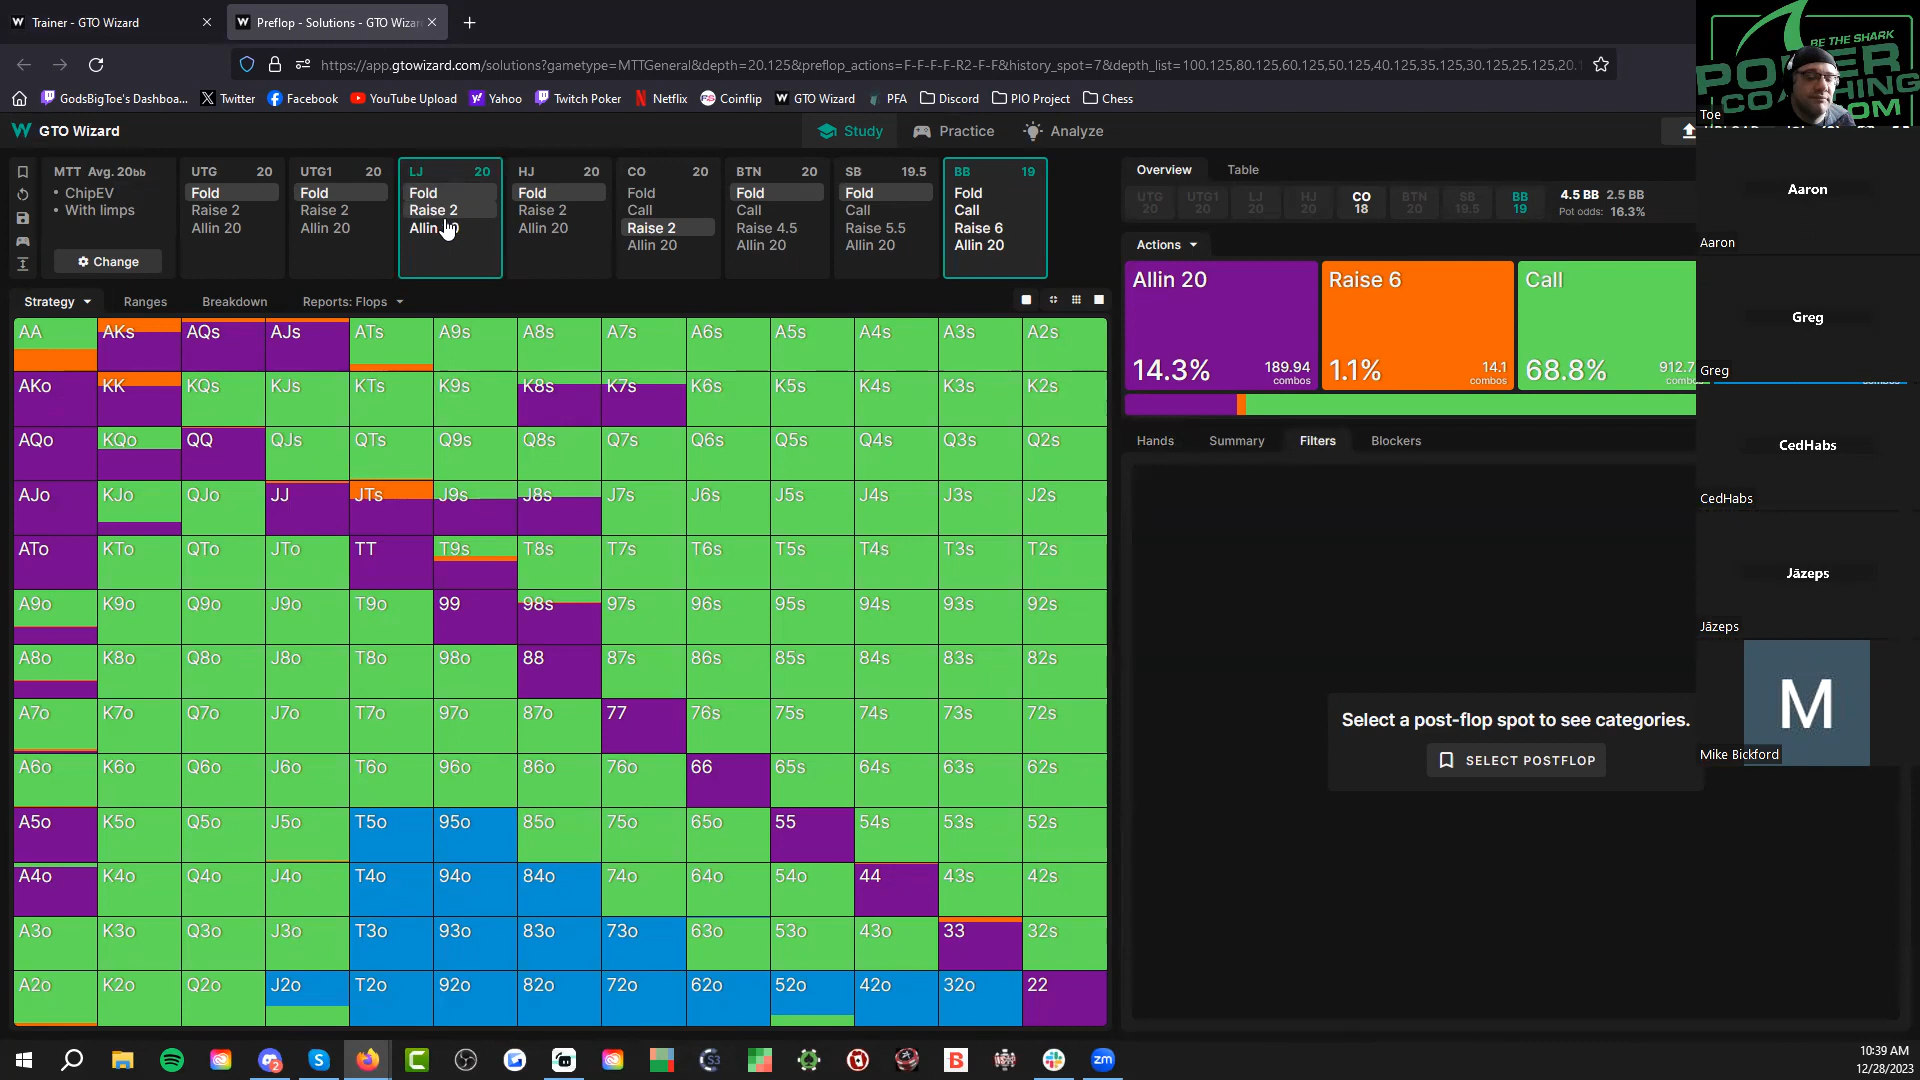 Trainer - GTO Wizard
Preflop - Solutions - GTO Wizar
https://app.gtowizard.com/solutions?gametype=MTTGeneral&depth=20.125&preflop_actions=F-F-F-F-R2-F-F&history_spot=7&depth_list=100.125,80.125,60.125,50.125,40.125,35.125,30.125,25.125,20.1
GodsBigToe's Dashboa... Twitter Facebook YouTube Upload Yahoo Twitch Poker Netflix Coinflip GTO Wizard PFA Discord PIO Project Chess
GTO Wizard Study Practice Analyze
MTT Avg. 20bb
ChipEV
With limps
Change
UTG 20
Fold
Raise 2
Allin 20
UTG1 20
Fold
Raise 2
Allin 20
LJ 20
Fold
Raise 2
Allin
HJ 20
Fold
Raise 2
Allin 20
CO 20
Fold
Call
Raise 2
Allin 20
BTN 20
Fold
Call
Raise 4.5
Allin 20
SB 19.5
Fold
Call
Raise 5.5
Allin 20
BB 19
Fold
Call
Raise 6
Allin 20
Strategy Ranges Breakdown Reports: Flops
AA AKs AQs AJs ATs A9s A8s A7s A6s A5s A4s A3s A2s
AKo KK KQs KJs KTs K9s K8s K7s K6s K5s K4s K3s K2s
AQo KQo QQ QJs QTs Q9s Q8s Q7s Q6s Q5s Q4s Q3s Q2s
AJo KJo QJo JJ JTs J9s J8s J7s J6s J5s J4s J3s J2s
ATo KTo QTo JTo TT T9s T8s T7s T6s T5s T4s T3s T2s
A9o K9o Q9o J9o T9o 99 98s 97s 96s 95s 94s 93s 92s
A8o K8o Q8o J8o T8o 98o 88 87s 86s 85s 84s 83s 82s
A7o K7o Q7o J7o T7o 97o 87o 77 76s 75s 74s 73s 72s
A6o K6o Q6o J6o T6o 96o 86o 76o 66 65s 64s 63s 62s
A5o K5o Q5o J5o T5o 95o 85o 75o 65o 55 54s 53s 52s
A4o K4o Q4o J4o T4o 94o 84o 74o 64o 54o 44 43s 42s
A3o K3o Q3o J3o T3o 93o 83o 73o 63o 53o 43o 33 32s
A2o K2o Q2o J2o T2o 92o 82o 72o 62o 52o 42o 32o 22
Overview Table
UTG 20 UTG1 20 LJ 20 HJ 20 CO 18 BTN 20 SB 19.5 BB 19
4.5 BB 2.5 BB
Pot odds: 16.3%
Actions
Allin 20
14.3% 189.94 combos
Raise 6
1.1% 14.1 combos
Call
68.8% 912.7 combos
Hands Summary Filters Blockers
Select a post-flop spot to see categories.
SELECT POSTFLOP
BE THE SHARK
POKER
COACHING
.COM
Toe
Aaron
Aaron
Greg
Greg
CedHabs
CedHabs
Jāzeps
Jāzeps
M
Mike Bickford
10:39 AM
12/28/2023